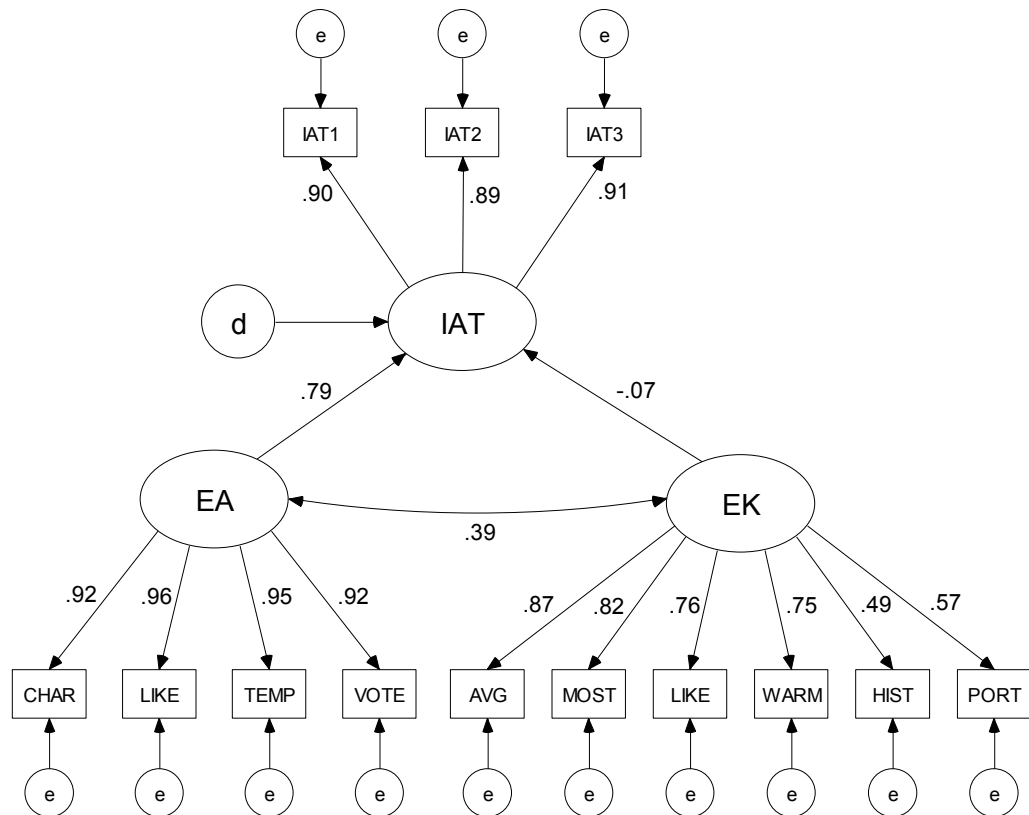 e e e
IAT1 IAT2 IAT3
.90 .89 .91
d IAT
.79 -.07
EA EK
.39
.92 .96 .95 .92 .87 .82 .76 .75 .49 .57
CHAR LIKE TEMP VOTE AVG MOST LIKE WARM HIST PORT
e e e e e e e e e e